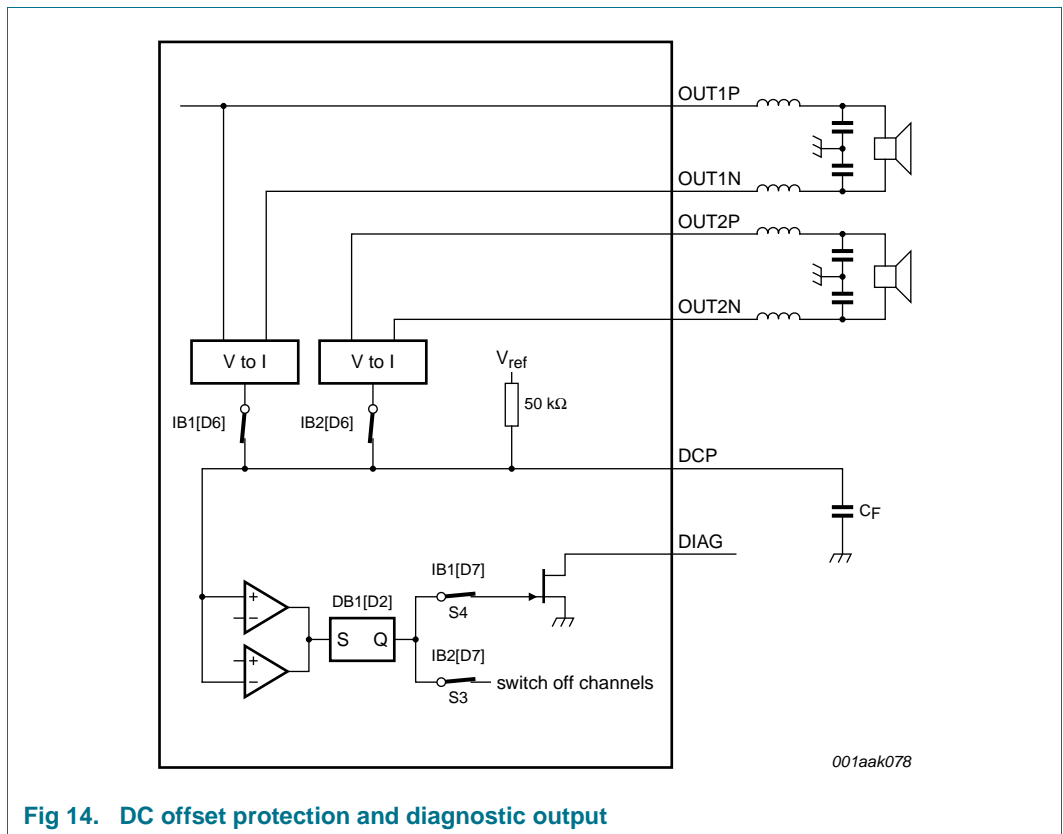 OUT1P
OUT1N
OUT2P
OUT2N
V to I
V to I
Vref
50 kΩ
IB1[D6]
IB2[D6]
DCP
CF
DIAG
IB1[D7]
DB1[D2]
S4
+
−
S Q
IB2[D7]
+
−
S3
switch off channels
001aak078
Fig 14. DC offset protection and diagnostic output